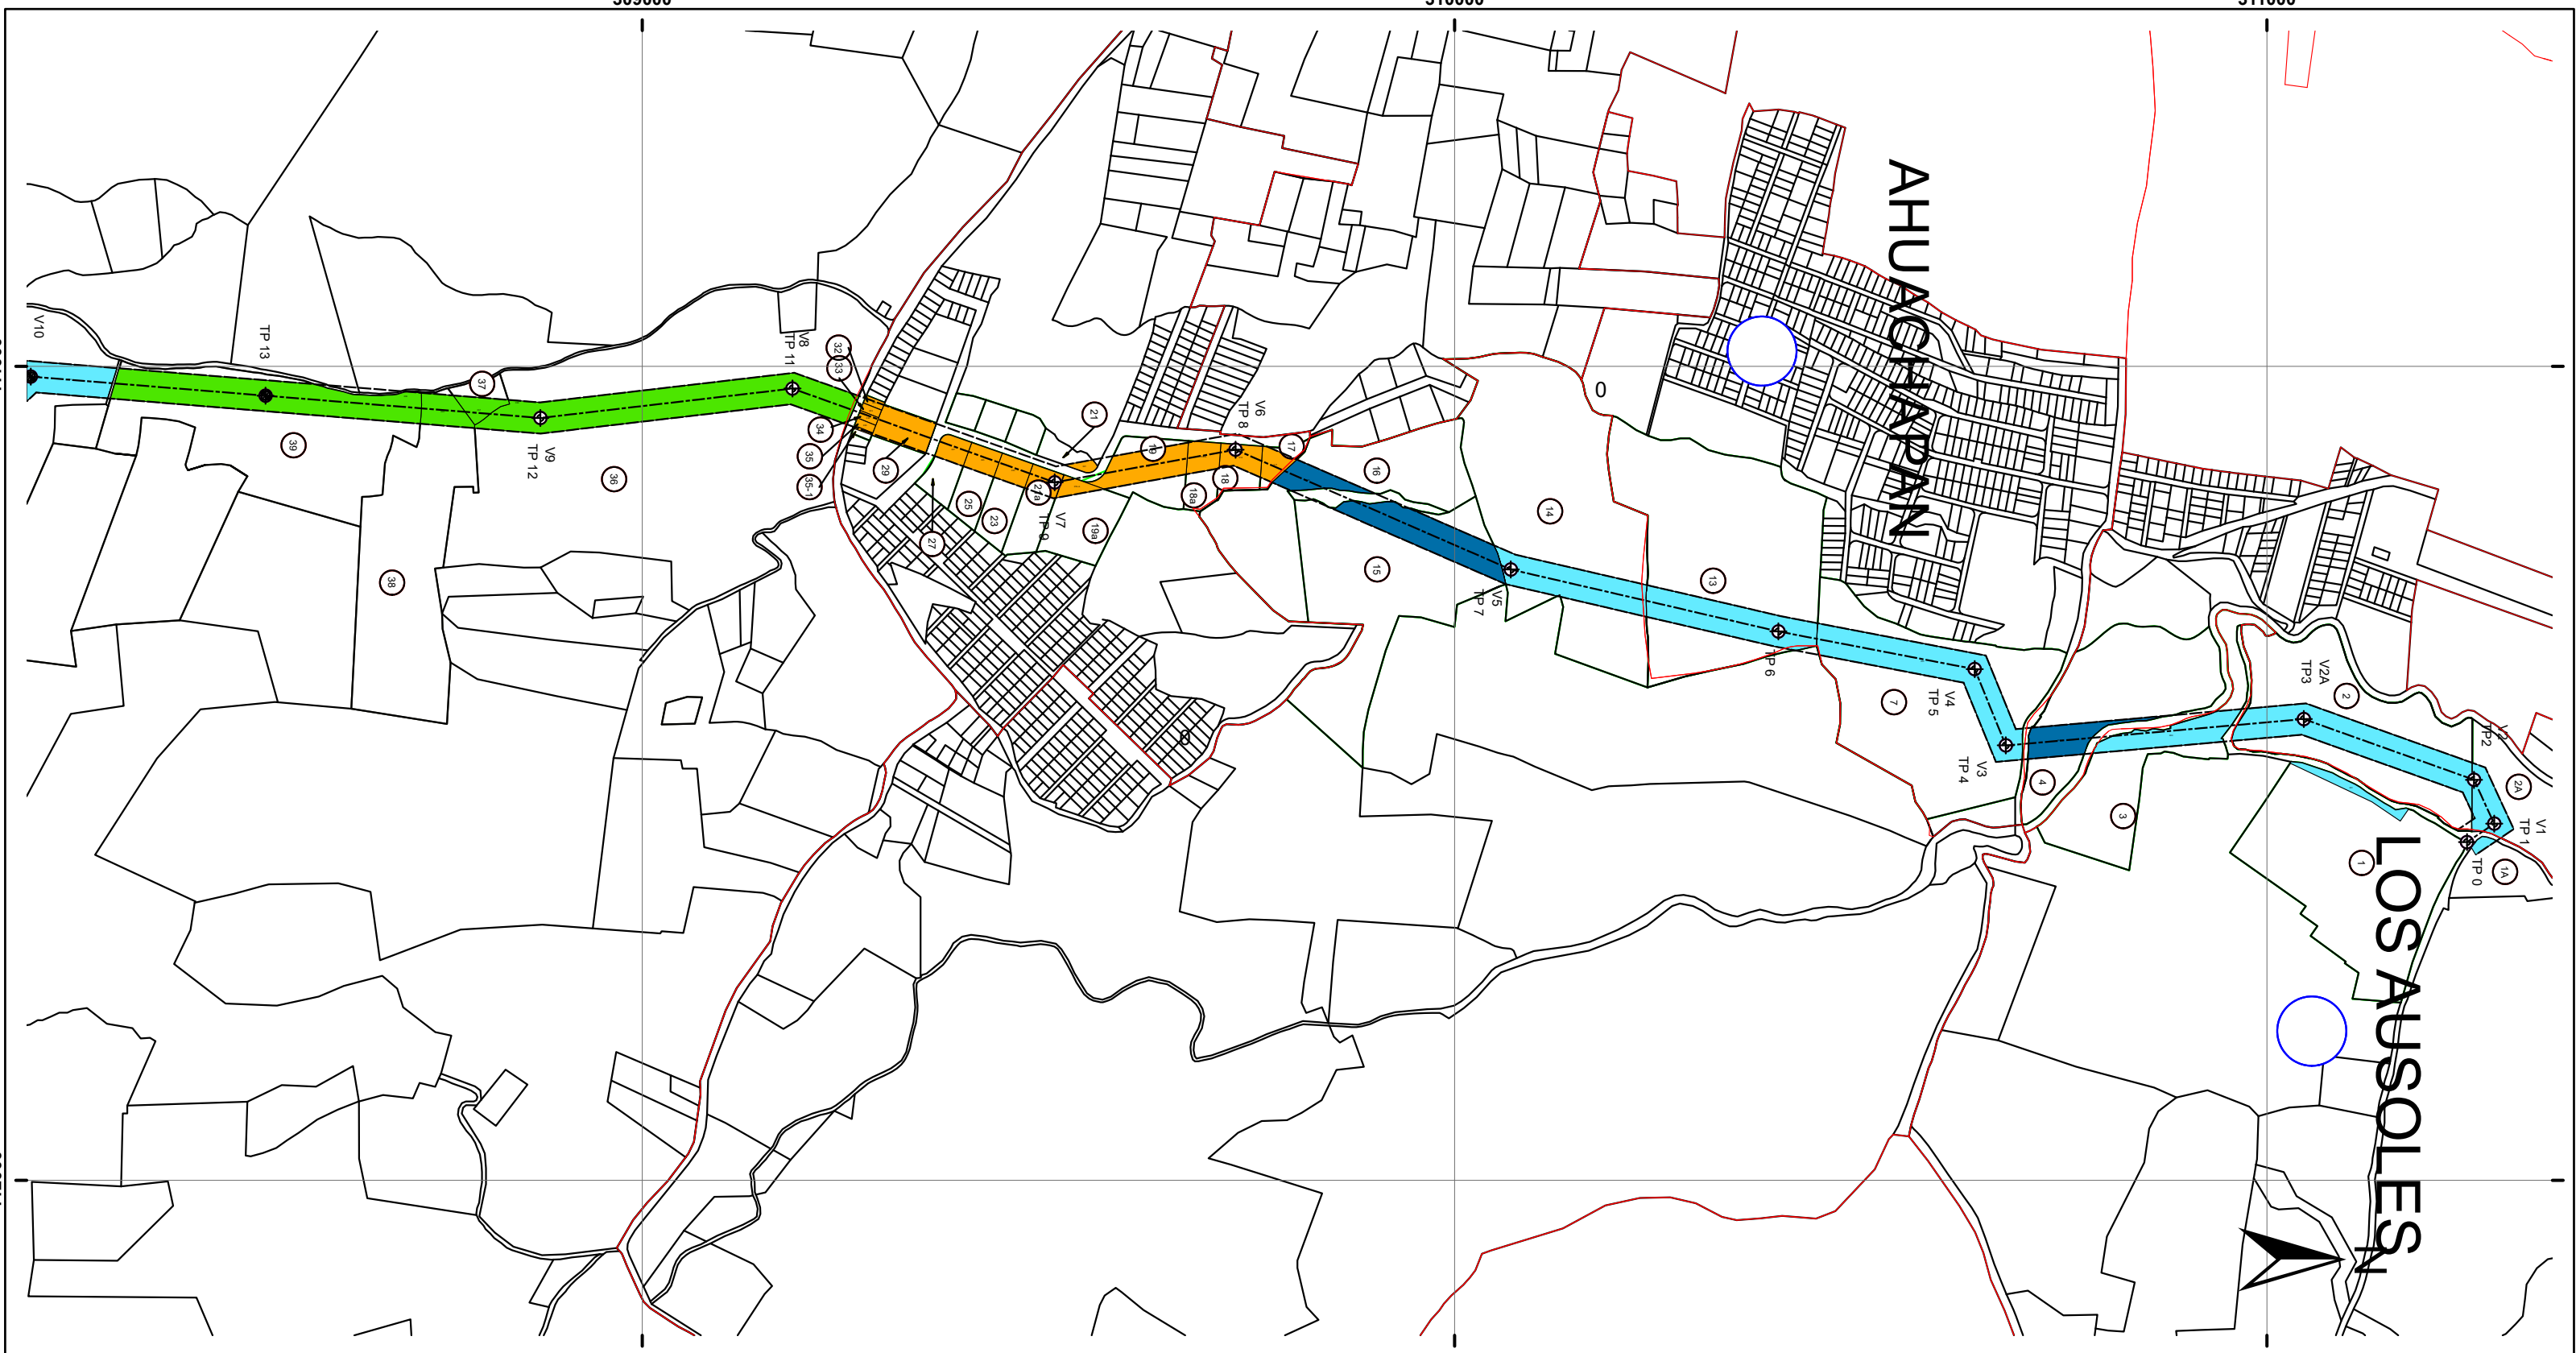 AHUACHAPAN
LOS AUSOLES
N
V10
TP 13
37
39
V9
TP 12
36
38
V8
TP 11
32
33
34
35
35-1
29
27
25
23
21
V7
TP 9
19a
19
18a
18
V6
TP 8
17
16
15
14
V5
TP 7
13
TP 6
0
7
V4
TP 5
V3
TP 4
4
3
V2A
TP3
2
V2
TP2
2A
V1
TP 1
TP 0
1A
1